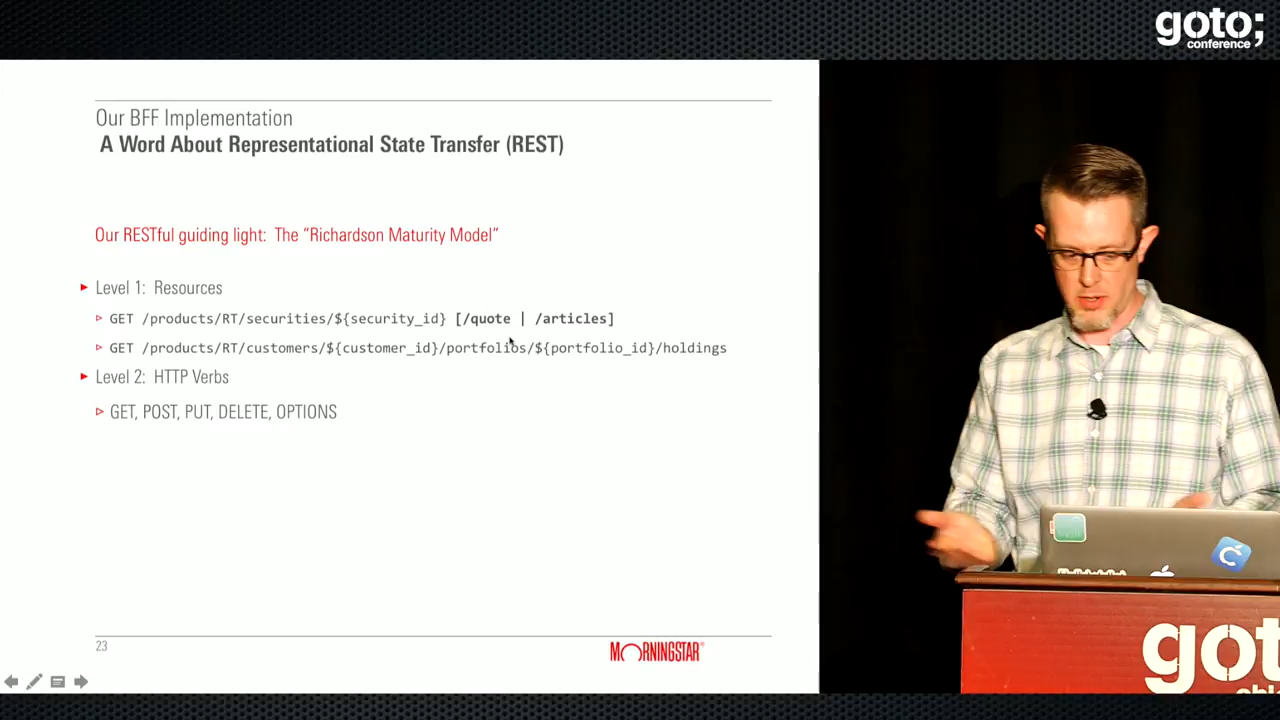 goto;
conference
Our BFF Implementation
A Word About Representational State Transfer (REST)
Our RESTful guiding light: The “Richardson Maturity Model”
Level 1: Resources
GET /products/RT/securities/${security_id} [/quote | /articles]
GET /products/RT/customers/${customer_id}/portfolios/${portfolio_id}/holdings
Level 2: HTTP Verbs
GET, POST, PUT, DELETE, OPTIONS
23
MORNINGSTAR®
goto